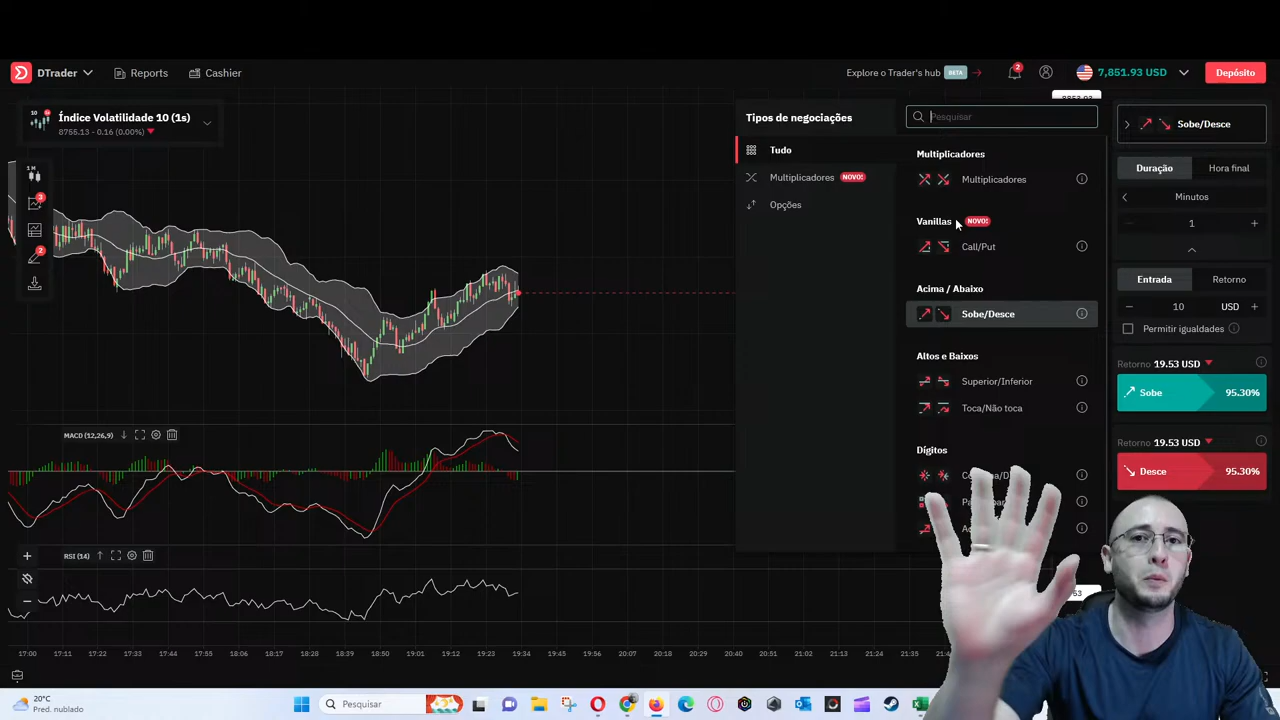 DTrader
Reports
Cashier
Explore o Trader's hub BETA
2
7,851.93 USD
Depósito
10 1s
Índice Volatilidade 10 (1s)
8755.13 - 0.16 (0.00%)
1 M
3
2
Tipos de negociações
Pesquisar
Tudo
Multiplicadores NOVO!
Opções
Multiplicadores
Multiplicadores
Vanillas NOVO!
Call/Put
Acima / Abaixo
Sobe/Desce
Altos e Baixos
Superior/Inferior
Toca/Não toca
Dígitos
Sobe/Desce
Duração Hora final
Minutos
1
Entrada Retorno
10 USD
Permitir igualdades
Retorno 19.53 USD
Sobe 95.30%
Retorno 19.53 USD
Desce 95.30%
MACD (12,26,9)
RSI (14)
17:00 17:11 17:22 17:33 17:44 17:55 18:06 18:17 18:28 18:39 18:50 19:01 19:12 19:23 19:34 19:45 19:56 20:07 20:18 20:29 20:40 20:51 21:02 21:13 21:24 21:35
20°C
Pred. nublado
Pesquisar